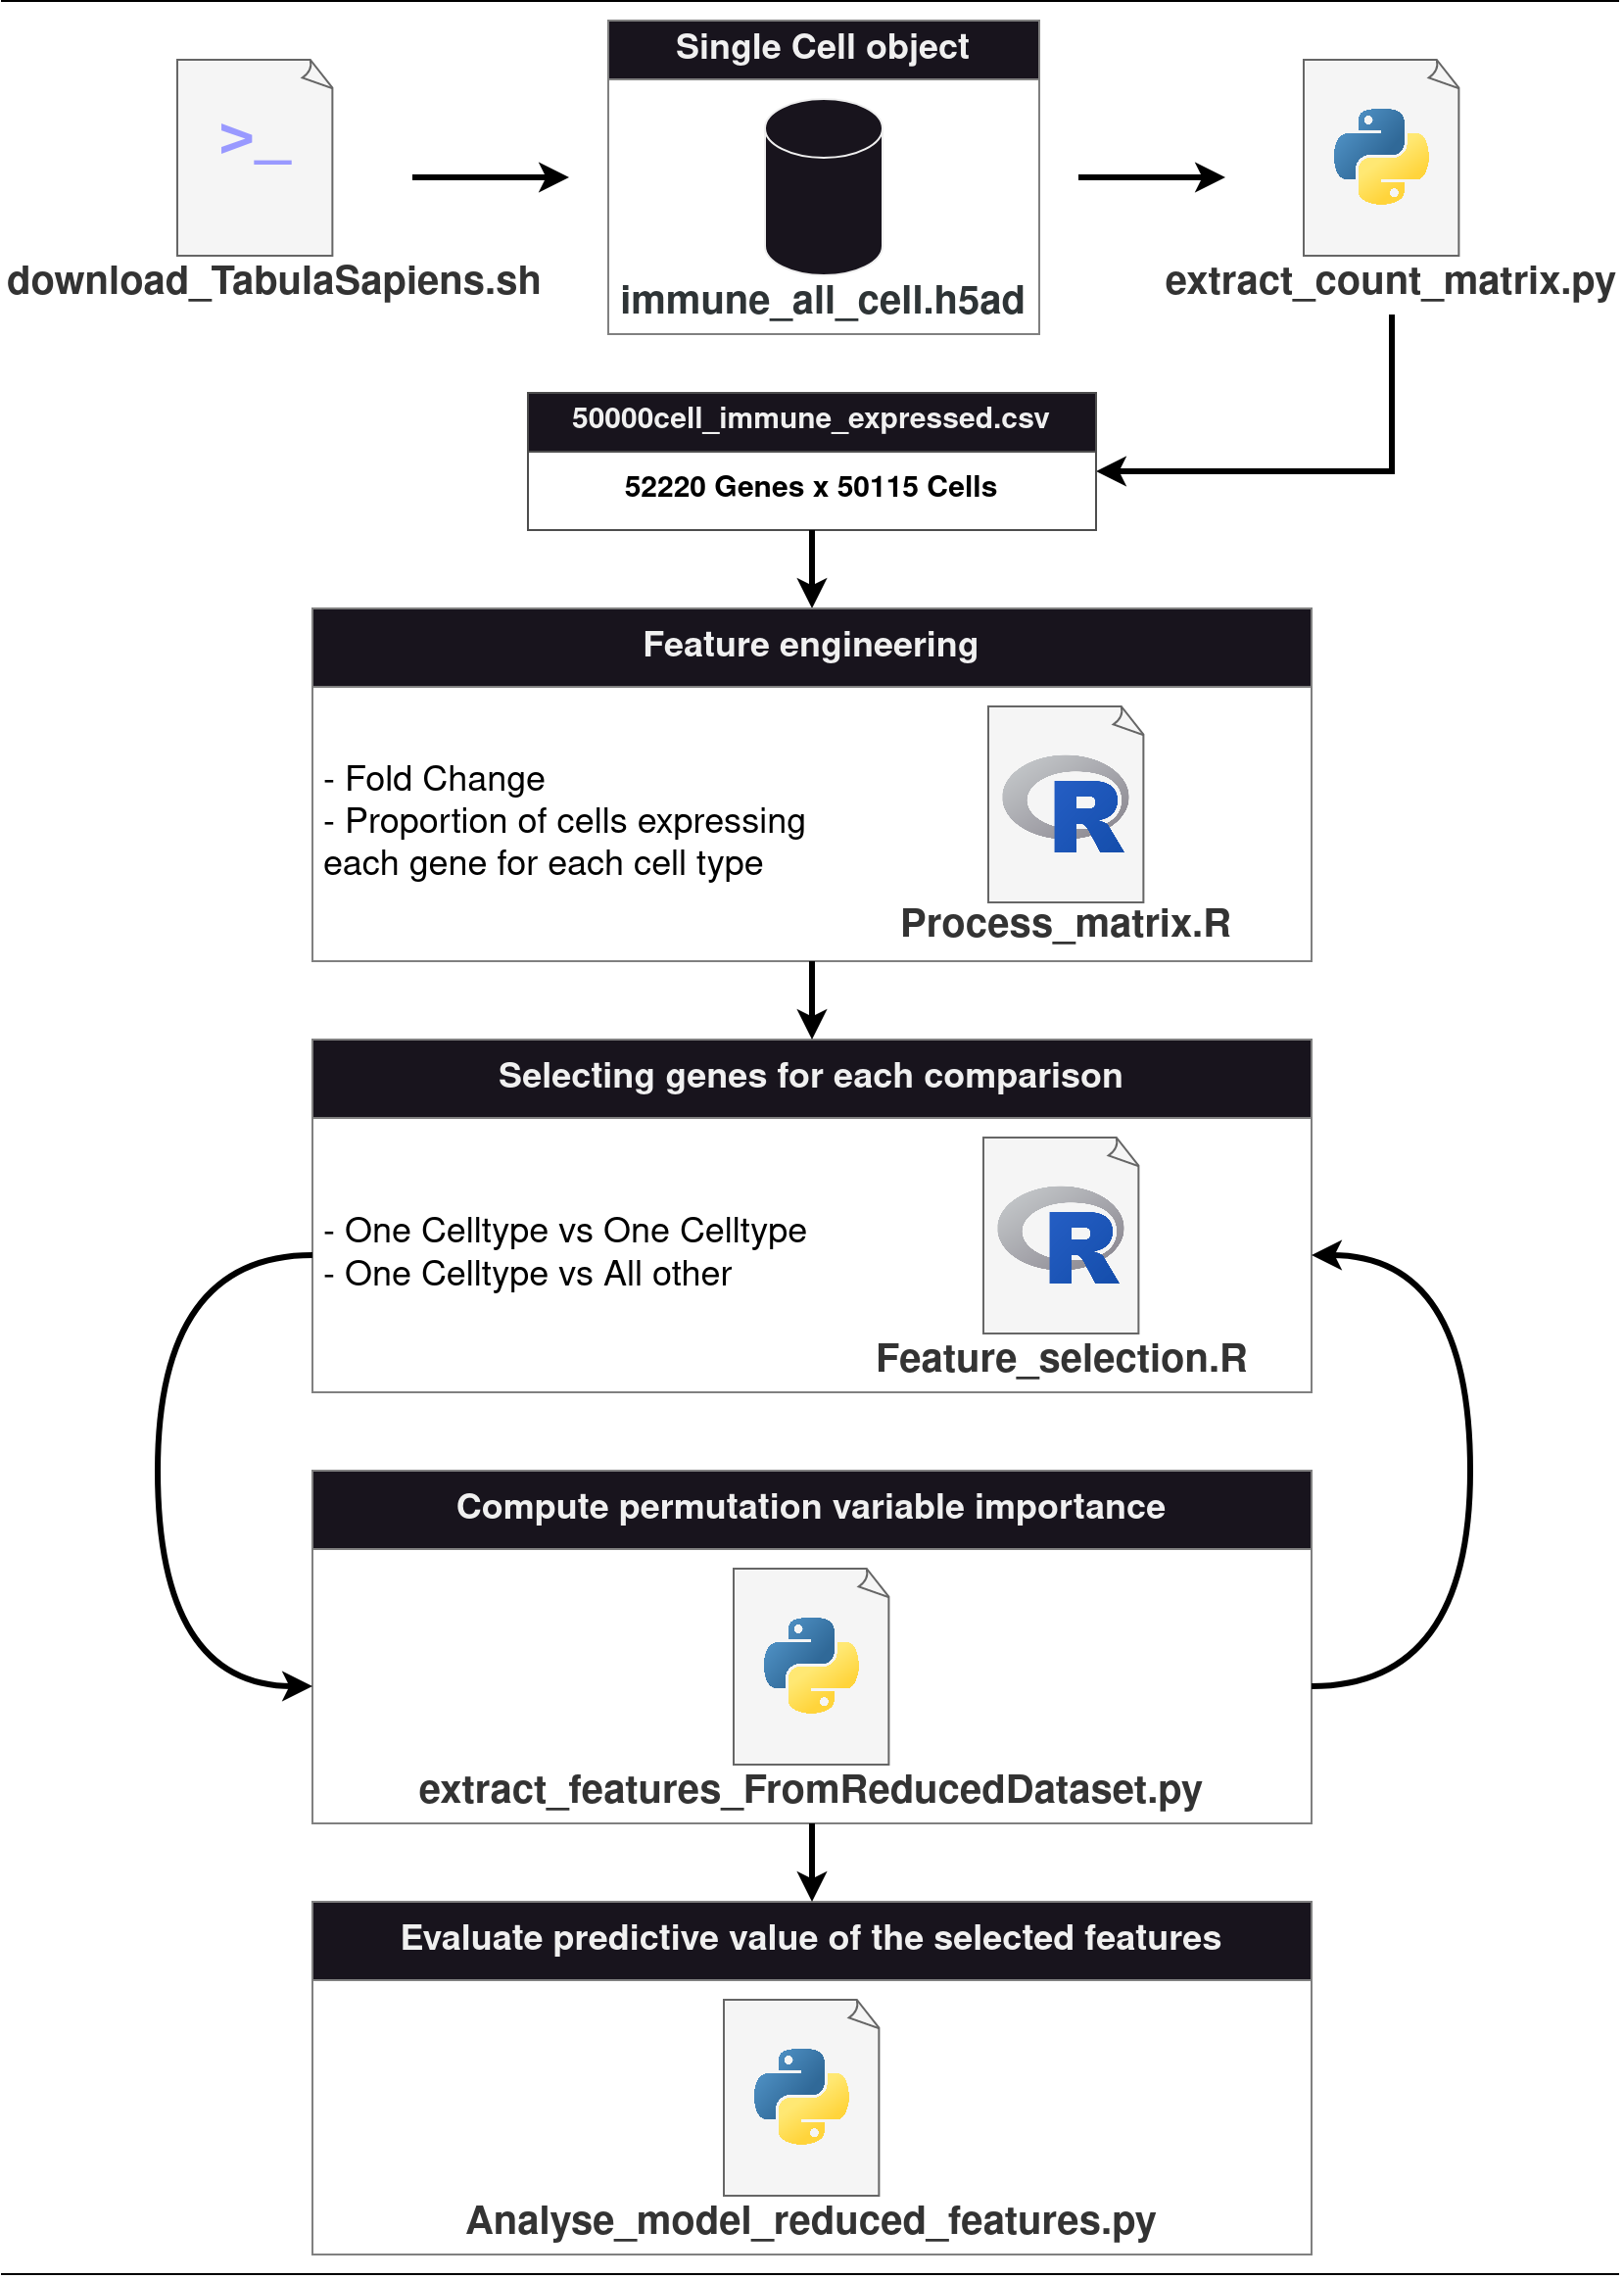 Single Cell object
>_
download_TabulaSapiens.sh
immune_all_cell.h5ad
extract_count_matrix.py
50000cell_immune_expressed.csv
52220 Genes x 50115 Cells
Feature engineering
- Fold Change
- Proportion of cells expressing
each gene for each cell type
R
Process_matrix.R
Selecting genes for each comparison
- One Celltype vs One Celltype
- One Celltype vs All other
R
Feature_selection.R
Compute permutation variable importance
extract_features_FromReducedDataset.py
Evaluate predictive value of the selected features
Analyse_model_reduced_features.py